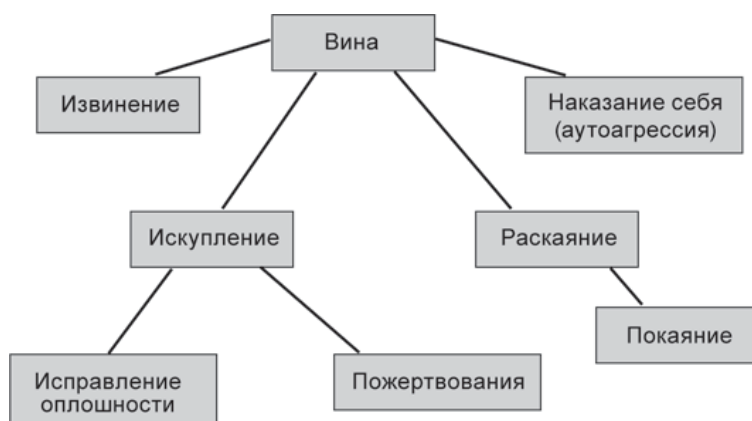 Вина
Извинение
Наказание себя
(аутоагрессия)
Искупление
Раскаяние
Покаяние
Исправление
оплошности
Пожертвования